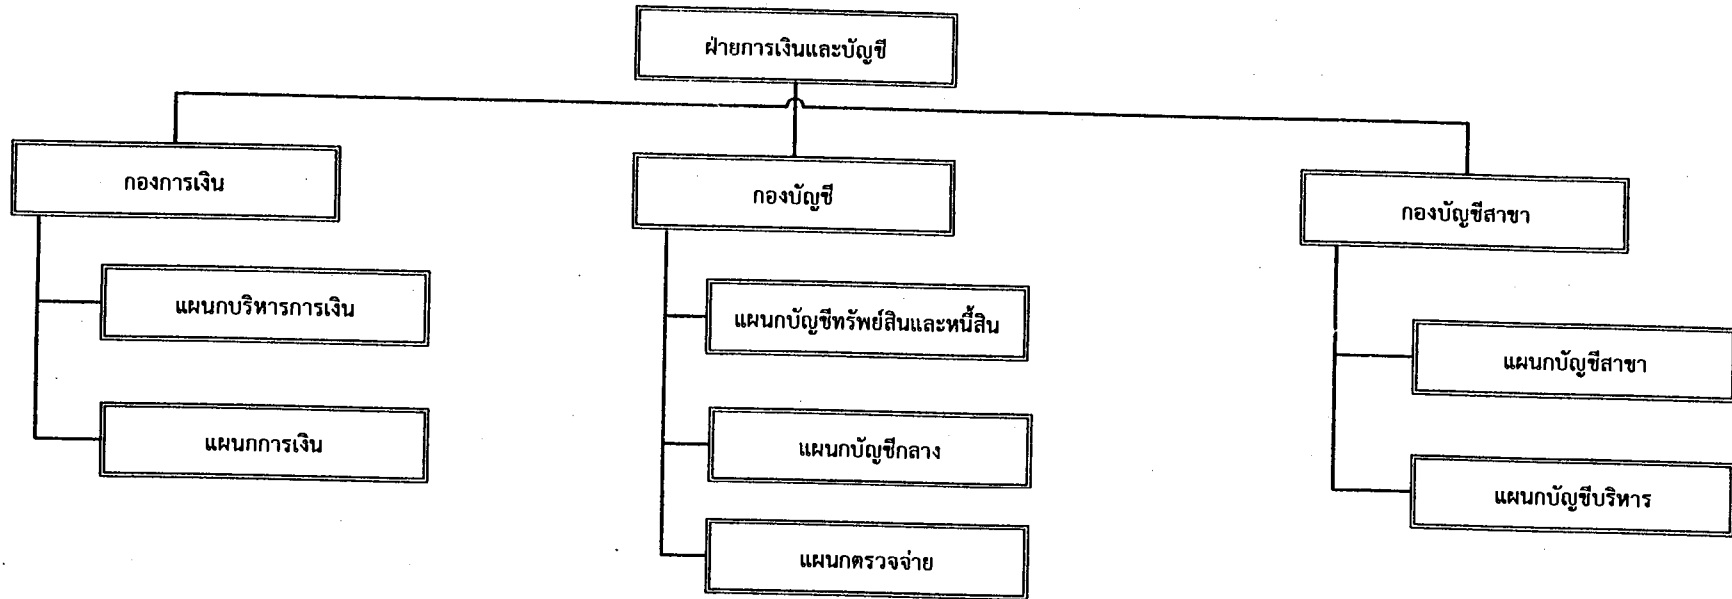 ฝ่ายการเงินและบัญชี
กองการเงิน
แผนกบริหารการเงิน
แผนกการเงิน
กองบัญชี
แผนกบัญชีทรัพย์สินและหนี้สิน
แผนกบัญชีกลาง
แผนกตรวจจ่าย
กองบัญชีสาขา
แผนกบัญชีสาขา
แผนกบัญชีบริหาร